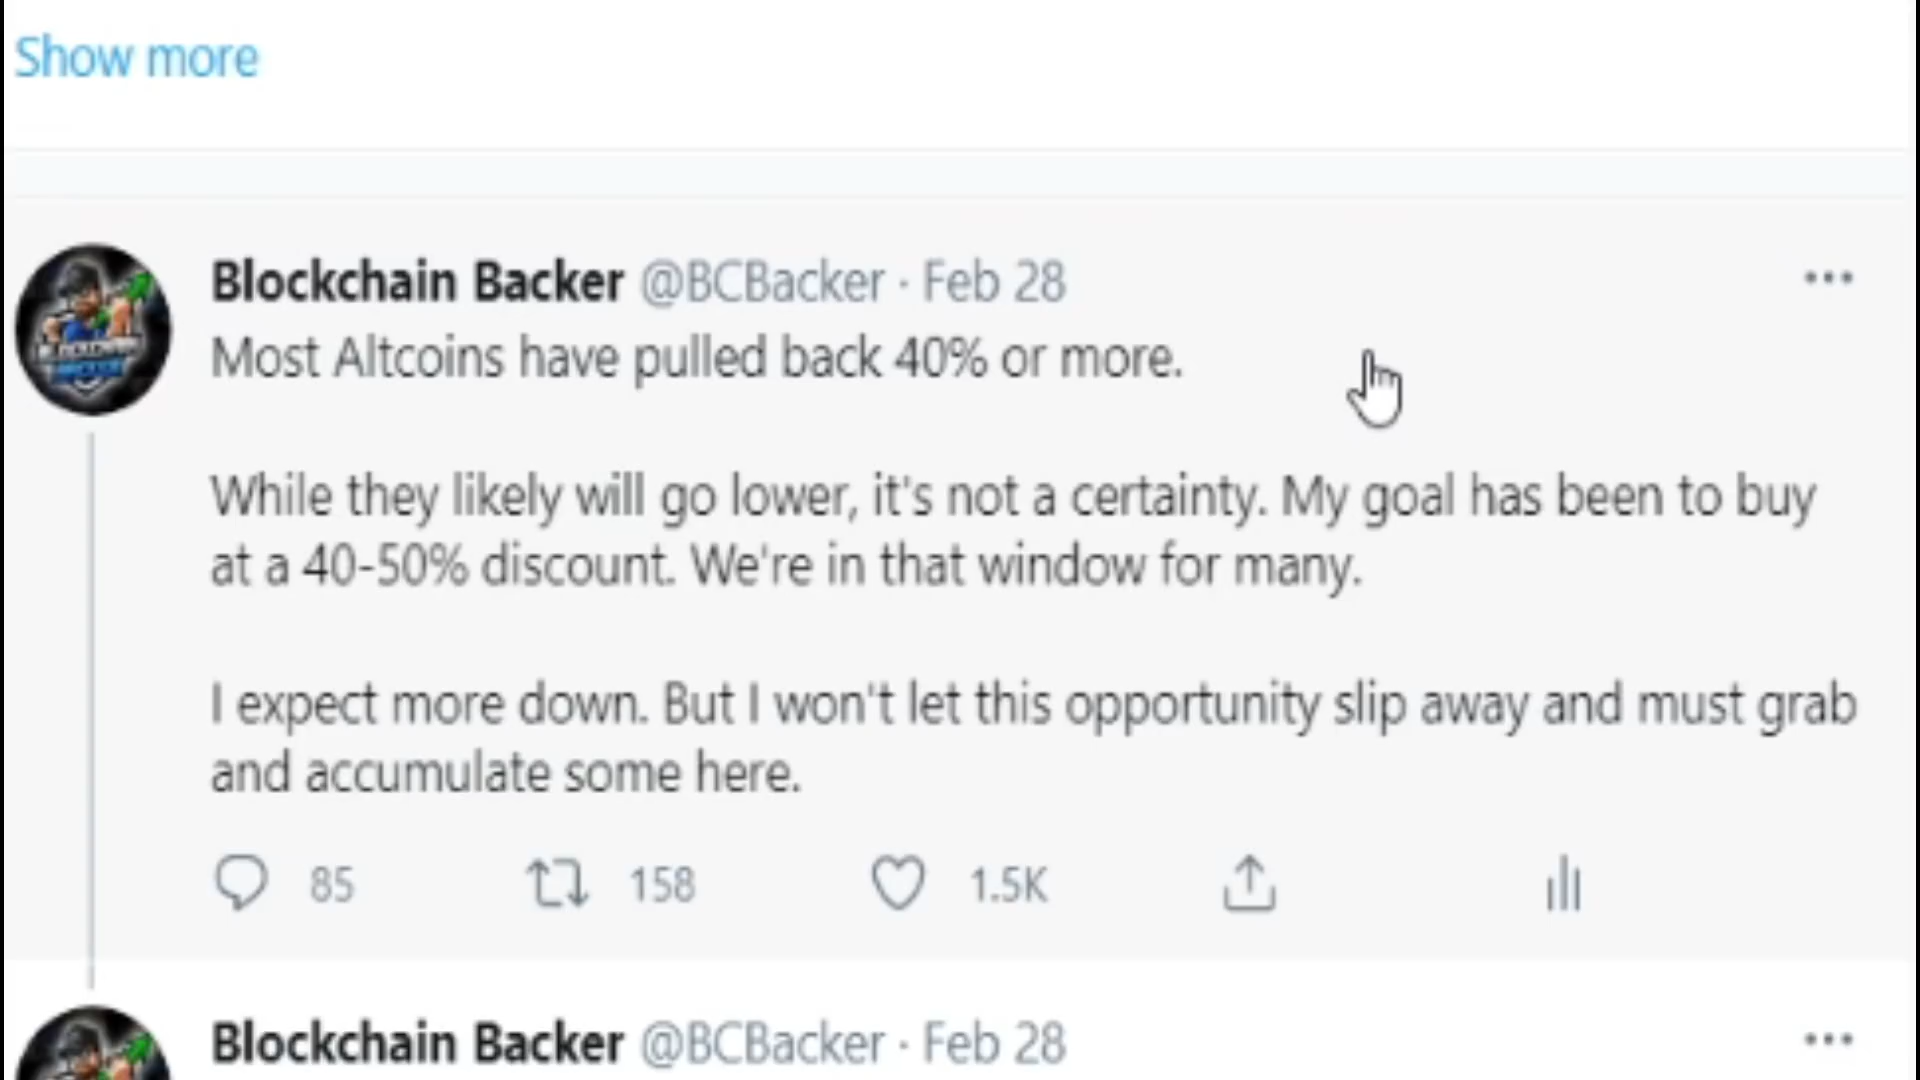 Show more
Blockchain Backer @BCBacker · Feb 28
Most Altcoins have pulled back 40% or more.
While they likely will go lower, it's not a certainty. My goal has been to buy
at a 40-50% discount. We're in that window for many.
I expect more down. But I won't let this opportunity slip away and must grab
and accumulate some here.
85 158 1.5K
Blockchain Backer @BCBacker · Feb 28